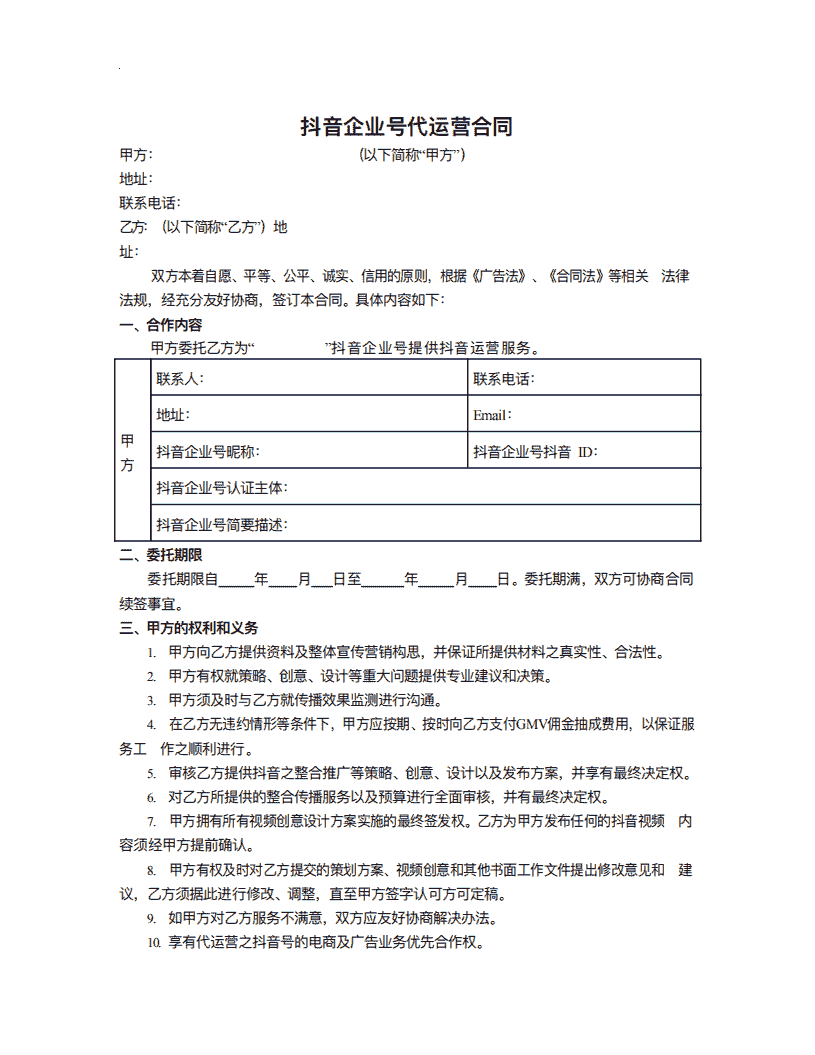 抖音企业号代运营合同
甲方： （以下简称“甲方”）
地址：
联系电话：
乙方：（以下简称“乙方”）地
址：
双方本着自愿、平等、公平、诚实、信用的原则，根据《广告法》、《合同法》等相关 法律
法规，经充分友好协商，签订本合同。具体内容如下：
一、合作内容
甲方委托乙方为“ ”抖音企业号提供抖音运营服务。
甲方
联系人： 联系电话：
地址： Email：
抖音企业号昵称： 抖音企业号抖音 ID：
抖音企业号认证主体：
抖音企业号简要描述：
二、委托期限
委托期限自_____年____月___日至______年_____月____日。委托期满，双方可协商合同
续签事宜。
三、甲方的权利和义务
1. 甲方向乙方提供资料及整体宣传营销构思，并保证所提供材料之真实性、合法性。
2. 甲方有权就策略、创意、设计等重大问题提供专业建议和决策。
3. 甲方须及时与乙方就传播效果监测进行沟通。
4. 在乙方无违约情形等条件下，甲方应按期、按时向乙方支付GMV佣金抽成费用，以保证服
务工 作之顺利进行。
5. 审核乙方提供抖音之整合推广等策略、创意、设计以及发布方案，并享有最终决定权。
6. 对乙方所提供的整合传播服务以及预算进行全面审核，并有最终决定权。
7. 甲方拥有所有视频创意设计方案实施的最终签发权。乙方为甲方发布任何的抖音视频 内
容须经甲方提前确认。
8. 甲方有权及时对乙方提交的策划方案、视频创意和其他书面工作文件提出修改意见和 建
议，乙方须据此进行修改、调整，直至甲方签字认可方可定稿。
9. 如甲方对乙方服务不满意，双方应友好协商解决办法。
10. 享有代运营之抖音号的电商及广告业务优先合作权。